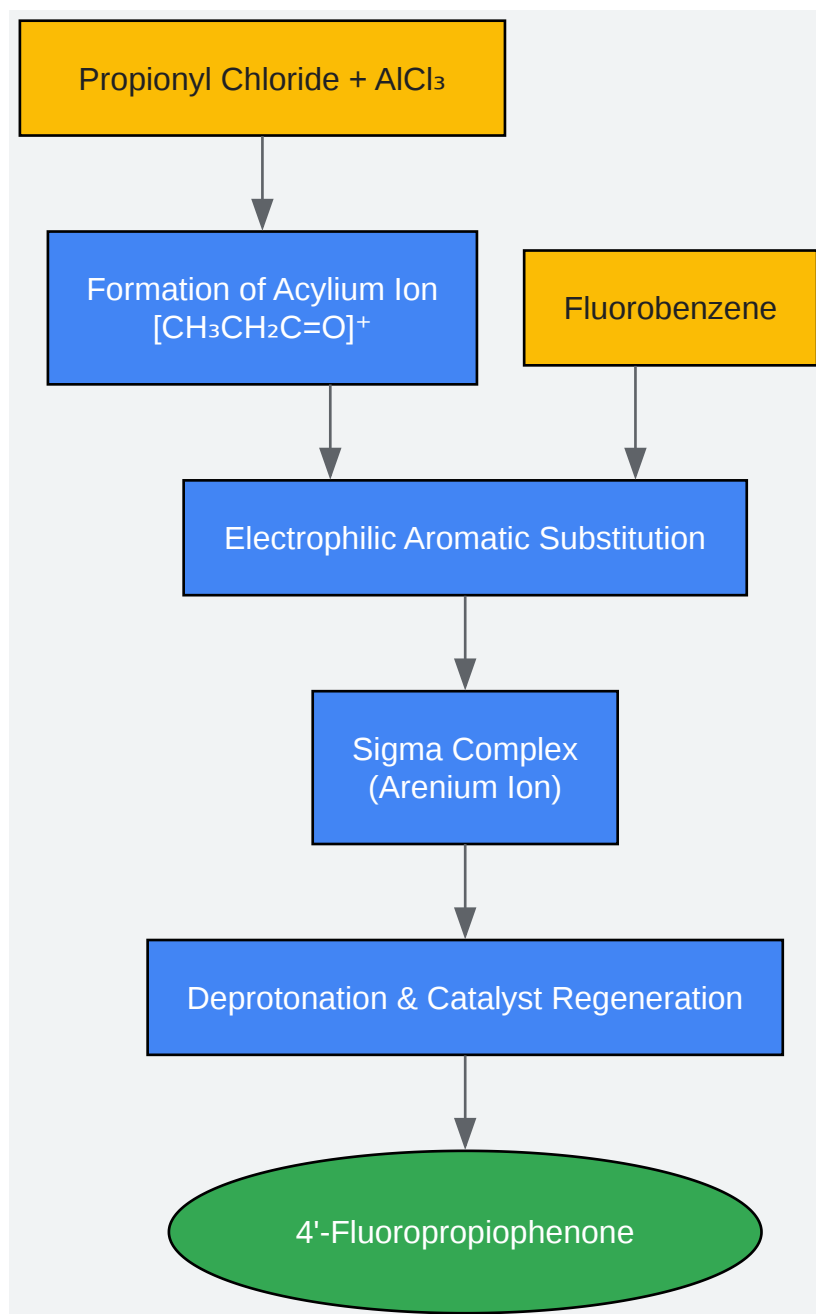 Propionyl Chloride + AlCl₃
Formation of Acylium Ion
[CH₃CH₂C=O]⁺
Fluorobenzene
Electrophilic Aromatic Substitution
Sigma Complex
(Arenium Ion)
Deprotonation & Catalyst Regeneration
4'-Fluoropropiophenone